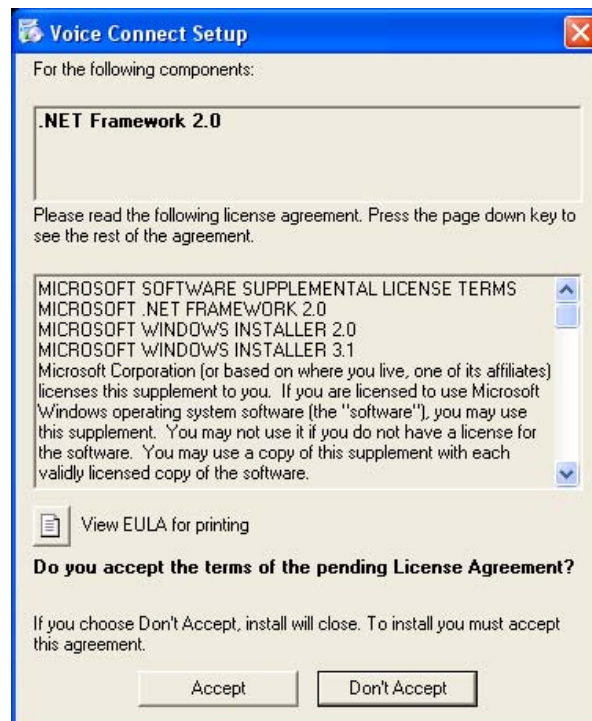 Voice Connect Setup
For the following components:
.NET Framework 2.0
Please read the following license agreement. Press the page down key to
see the rest of the agreement.
MICROSOFT SOFTWARE SUPPLEMENTAL LICENSE TERMS
MICROSOFT .NET FRAMEWORK 2.0
MICROSOFT WINDOWS INSTALLER 2.0
MICROSOFT WINDOWS INSTALLER 3.1
Microsoft Corporation (or based on where you live, one of its affiliates)
licenses this supplement to you.  If you are licensed to use Microsoft
Windows operating system software (the "software"), you may use
this supplement.  You may not use it if you do not have a license for
the software.  You may use a copy of this supplement with each
validly licensed copy of the software.
View EULA for printing
Do you accept the terms of the pending License Agreement?
If you choose Don't Accept, install will close. To install you must accept
this agreement.
Accept Don't Accept